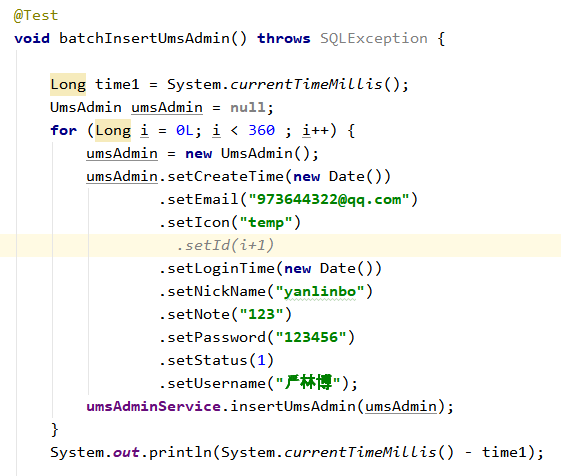 @Test
void batchInsertUmsAdmin() throws SQLException {
Long time1 = System.currentTimeMillis();
UmsAdmin umsAdmin = null;
for (Long i = 0L; i < 360 ; i++) {
umsAdmin = new UmsAdmin();
umsAdmin.setCreateTime(new Date())
.setEmail("973644322@qq.com")
.setIcon("temp")
.setId(i+1)
.setLoginTime(new Date())
.setNickName("yanlinbo")
.setNote("123")
.setPassword("123456")
.setStatus(1)
.setUsername("严林博");
umsAdminService.insertUmsAdmin(umsAdmin);
}
System.out.println(System.currentTimeMillis() - time1);